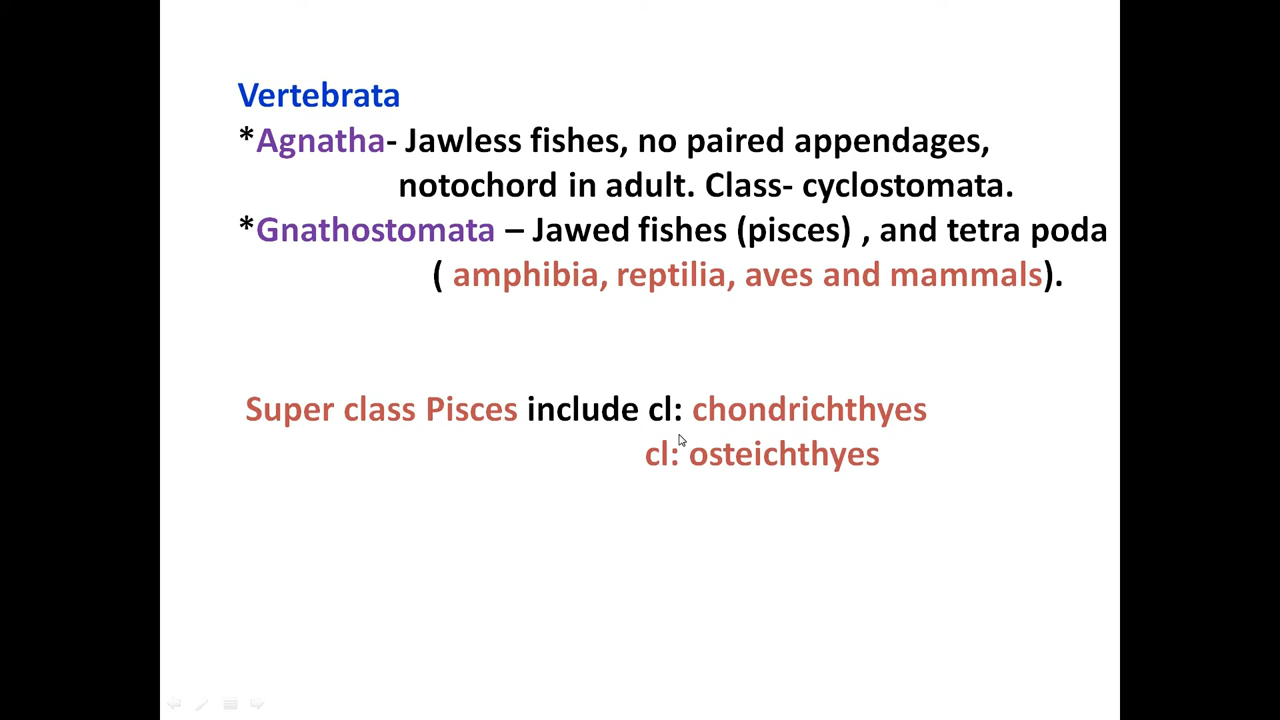 Vertebrata
*Agnatha- Jawless fishes, no paired appendages,
notochord in adult. Class- cyclostomata.
*Gnathostomata – Jawed fishes (pisces) , and tetra poda
( amphibia, reptilia, aves and mammals).
Super class Pisces include cl: chondrichthyes
cl: osteichthyes